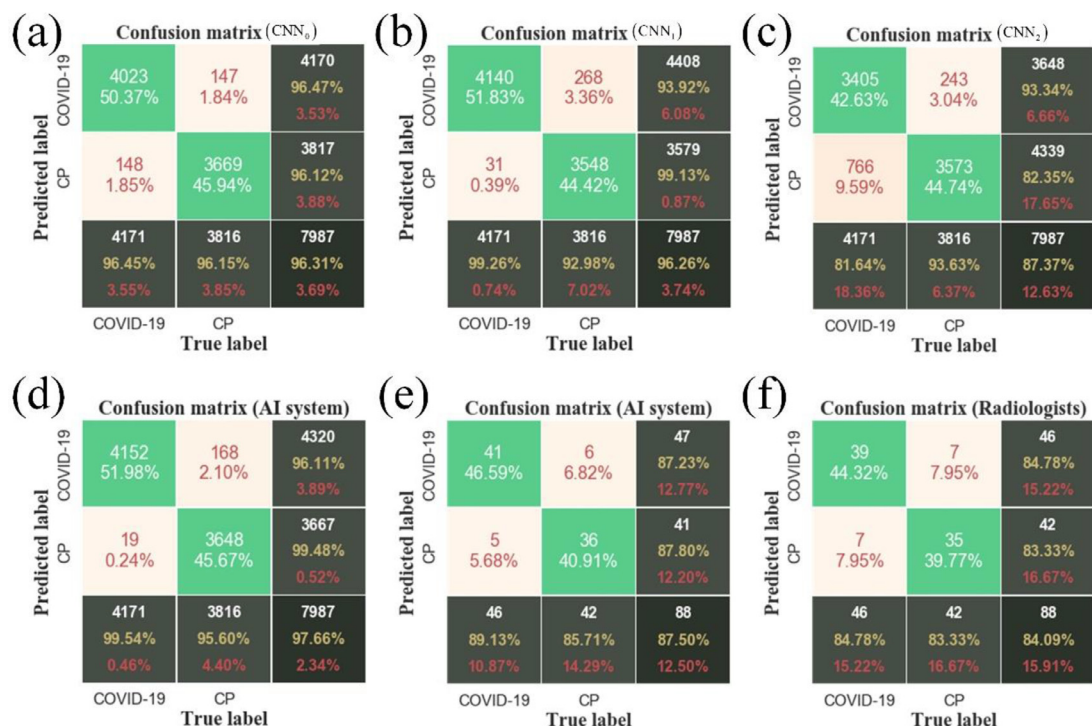 (a)
Confusion matrix (CNN₀)
Predicted label
COVID-19
CP
4023
50.37%
147
1.84%
4170
96.47%
3.53%
148
1.85%
3669
45.94%
3817
96.12%
3.88%
4171
96.45%
3.55%
3816
96.15%
3.85%
7987
96.31%
3.69%
COVID-19
CP
True label
(b)
Confusion matrix (CNN₁)
Predicted label
COVID-19
CP
4140
51.83%
268
3.36%
4408
93.92%
6.08%
31
0.39%
3548
44.42%
3579
99.13%
0.87%
4171
99.26%
0.74%
3816
92.98%
7.02%
7987
96.26%
3.74%
COVID-19
CP
True label
(c)
Confusion matrix (CNN₂)
Predicted label
COVID-19
CP
3405
42.63%
243
3.04%
3648
93.34%
6.66%
766
9.59%
3573
44.74%
4339
82.35%
17.65%
4171
81.64%
18.36%
3816
93.63%
6.37%
7987
87.37%
12.63%
COVID-19
CP
True label
(d)
Confusion matrix (AI system)
Predicted label
COVID-19
CP
4152
51.98%
168
2.10%
4320
96.11%
3.89%
19
0.24%
3648
45.67%
3667
99.48%
0.52%
4171
99.54%
0.46%
3816
95.60%
4.40%
7987
97.66%
2.34%
COVID-19
CP
True label
(e)
Confusion matrix (AI system)
Predicted label
COVID-19
CP
41
46.59%
6
6.82%
47
87.23%
12.77%
5
5.68%
36
40.91%
41
87.80%
12.20%
46
89.13%
10.87%
42
85.71%
14.29%
88
87.50%
12.50%
COVID-19
CP
True label
(f)
Confusion matrix (Radiologists)
Predicted label
COVID-19
CP
39
44.32%
7
7.95%
46
84.78%
15.22%
7
7.95%
35
39.77%
42
83.33%
16.67%
46
84.78%
15.22%
42
83.33%
16.67%
88
84.09%
15.91%
COVID-19
CP
True label